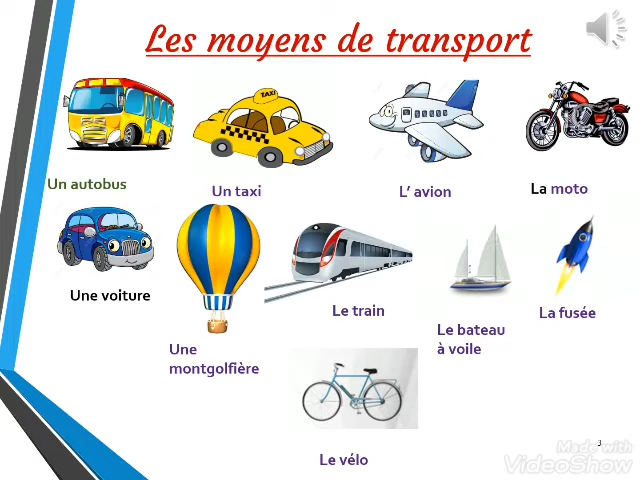 Les moyens de transport
TAXI
Un autobus
Un taxi
L' avion
La moto
Une voiture
Le train
Le bateau
à voile
La fusée
Une
montgolfière
Le vélo
3
Made with
VideoShow